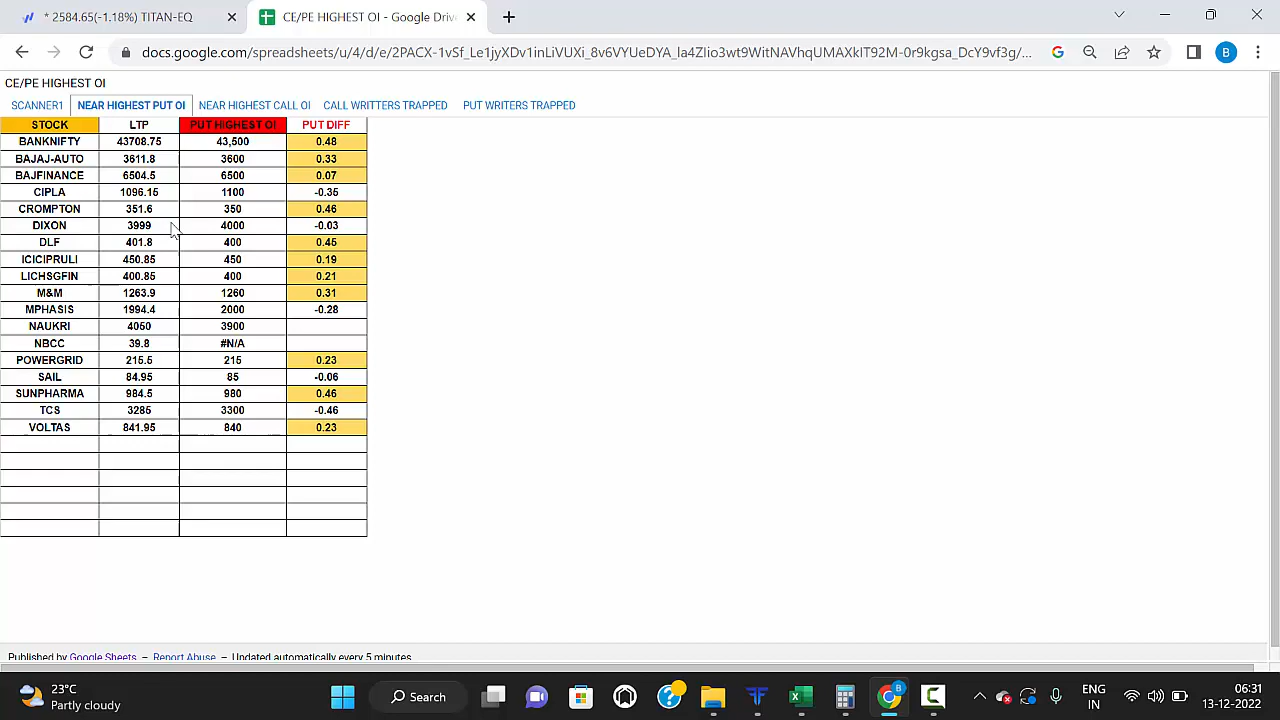 * 2584.65(-1.18%) TITAN-EQ
CE/PE HIGHEST OI - Google Drive
docs.google.com/spreadsheets/u/4/d/e/2PACX-1vSf_Le1jyXDv1inLiVUXi_8v6VYUeDYA_la4ZIio3wt9WitNAVhqUMAXklT92M-0r9kgsa_DcY9vf3g/...
B
CE/PE HIGHEST OI
SCANNER1 NEAR HIGHEST PUT OI NEAR HIGHEST CALL OI CALL WRITTERS TRAPPED PUT WRITERS TRAPPED
STOCK LTP PUT HIGHEST OI PUT DIFF
BANKNIFTY 43708.75 43,500 0.48
BAJAJ-AUTO 3611.8 3600 0.33
BAJFINANCE 6504.5 6500 0.07
CIPLA 1096.15 1100 -0.35
CROMPTON 351.6 350 0.46
DIXON 3999 4000 -0.03
DLF 401.8 400 0.45
ICICIPRULI 450.85 450 0.19
LICHSGFIN 400.85 400 0.21
M&M 1263.9 1260 0.31
MPHASIS 1994.4 2000 -0.28
NAUKRI 4050 3900
NBCC 39.8 #N/A
POWERGRID 215.5 215 0.23
SAIL 84.95 85 -0.06
SUNPHARMA 984.5 980 0.46
TCS 3285 3300 -0.46
VOLTAS 841.95 840 0.23
Published by Google Sheets – Report Abuse – Updated automatically every 5 minutes
23°C
Partly cloudy
Search
B
ENG
IN
06:31
13-12-2022